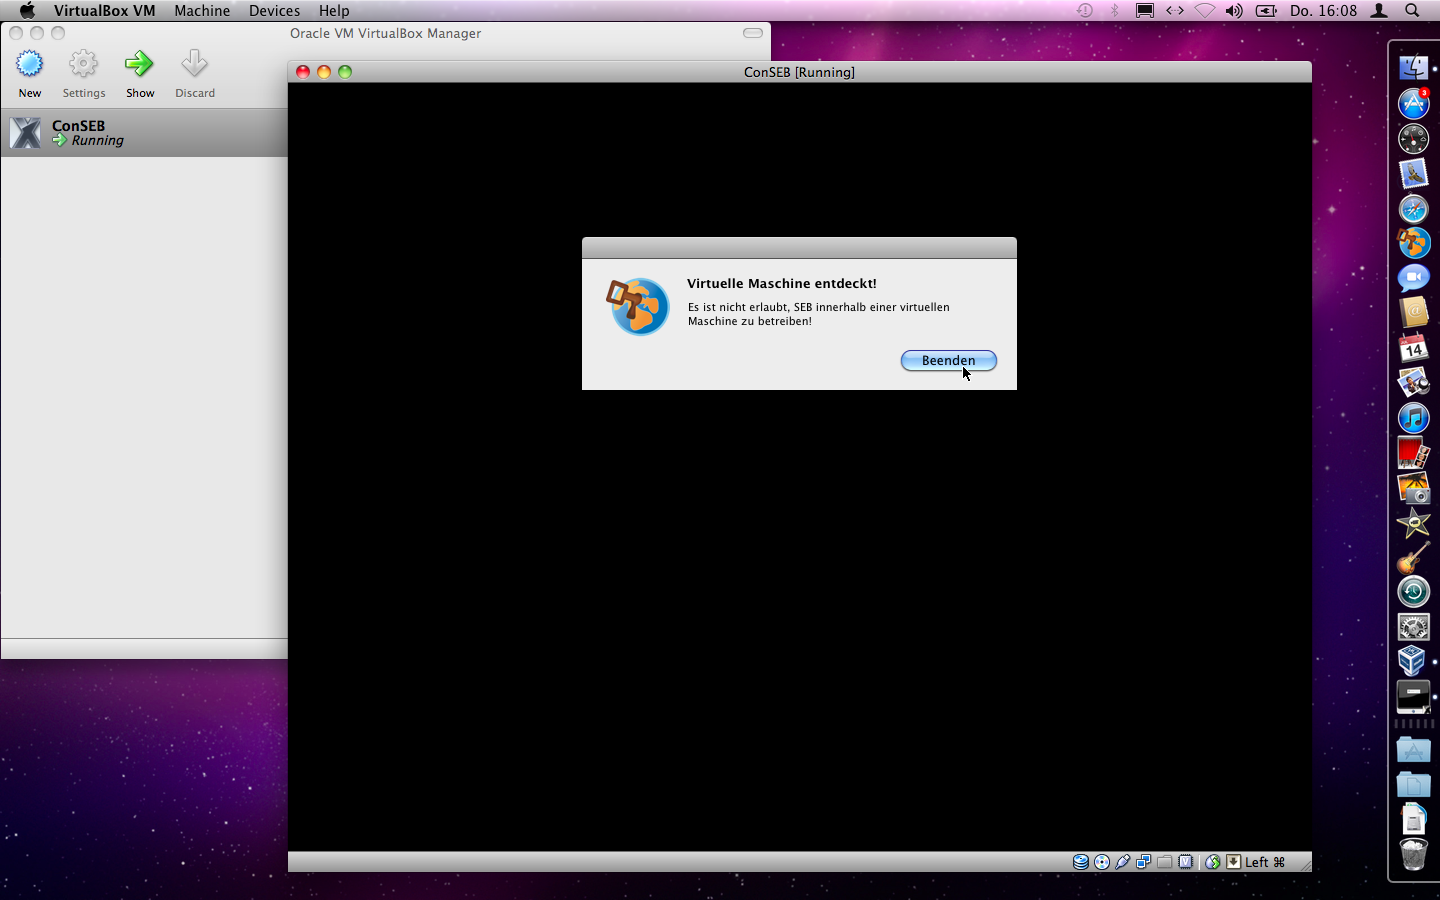 VirtualBox VM Machine Devices Help
Do. 16:08
Oracle VM VirtualBox Manager
New Settings Show Discard
ConSEB
Running
ConSEB [Running]
Virtuelle Maschine entdeckt!
Es ist nicht erlaubt, SEB innerhalb einer virtuellen
Maschine zu betreiben!
Beenden
Left ⌘
3
14